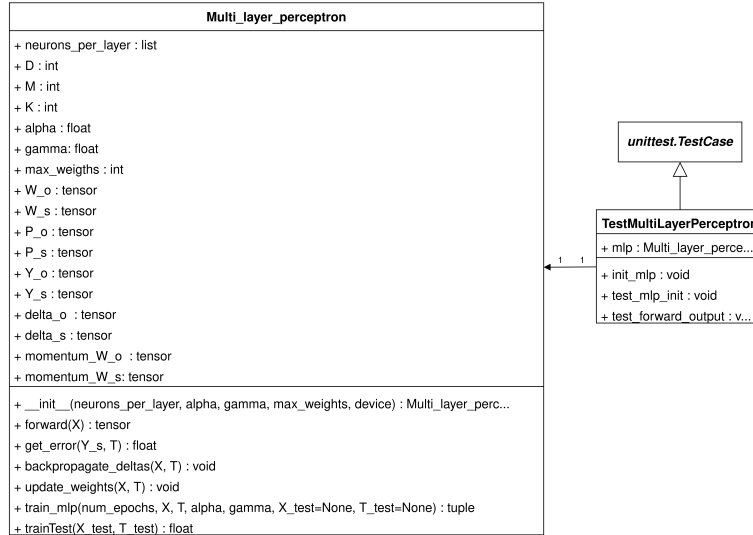 Multi_layer_perceptron
+ neurons_per_layer : list
+ D : int
+ M : int
+ K : int
+ alpha : float
+ gamma: float
+ max_weigths : int
+ W_o : tensor
+ W_s : tensor
+ P_o : tensor
+ P_s : tensor
+ Y_o : tensor
+ Y_s : tensor
+ delta_o : tensor
+ delta_s : tensor
+ momentum_W_o : tensor
+ momentum_W_s: tensor
+ __init__(neurons_per_layer, alpha, gamma, max_weights, device) : Multi_layer_perc...
+ forward(X) : tensor
+ get_error(Y_s, T) : float
+ backpropagate_deltas(X, T) : void
+ update_weights(X, T) : void
+ train_mlp(num_epochs, X, T, alpha, gamma, X_test=None, T_test=None) : tuple
+ trainTest(X_test, T_test) : float
1 1
unittest.TestCase
TestMultiLayerPerceptron
+ mlp : Multi_layer_perce...
+ init_mlp : void
+ test_mlp_init : void
+ test_forward_output : v...